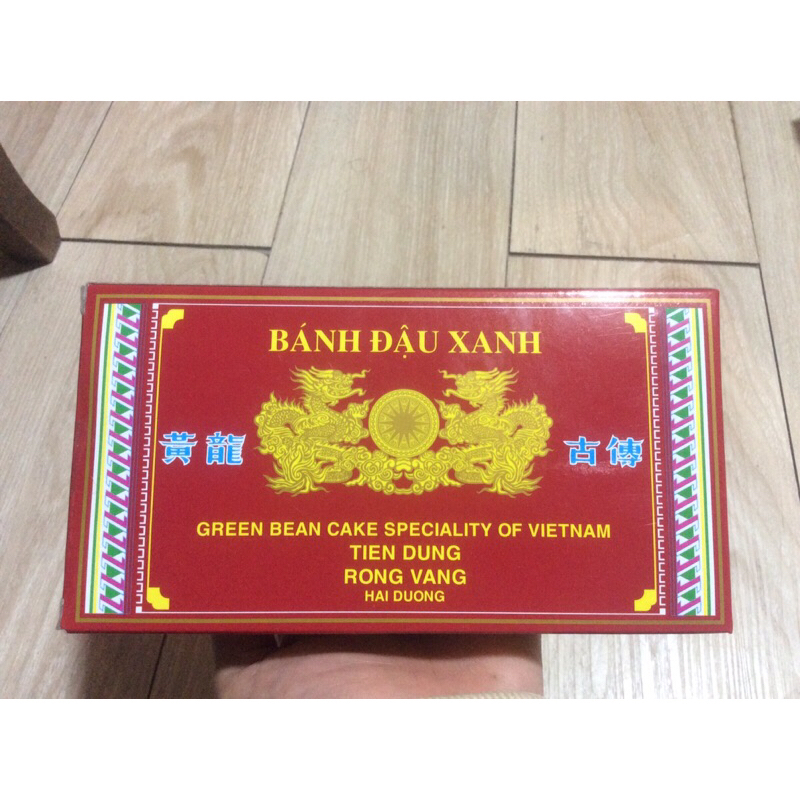 BÁNH ĐẬU XANH
黃龍
古傳
GREEN BEAN CAKE SPECIALITY OF VIETNAM
TIEN DUNG
RONG VANG
HAI DUONG